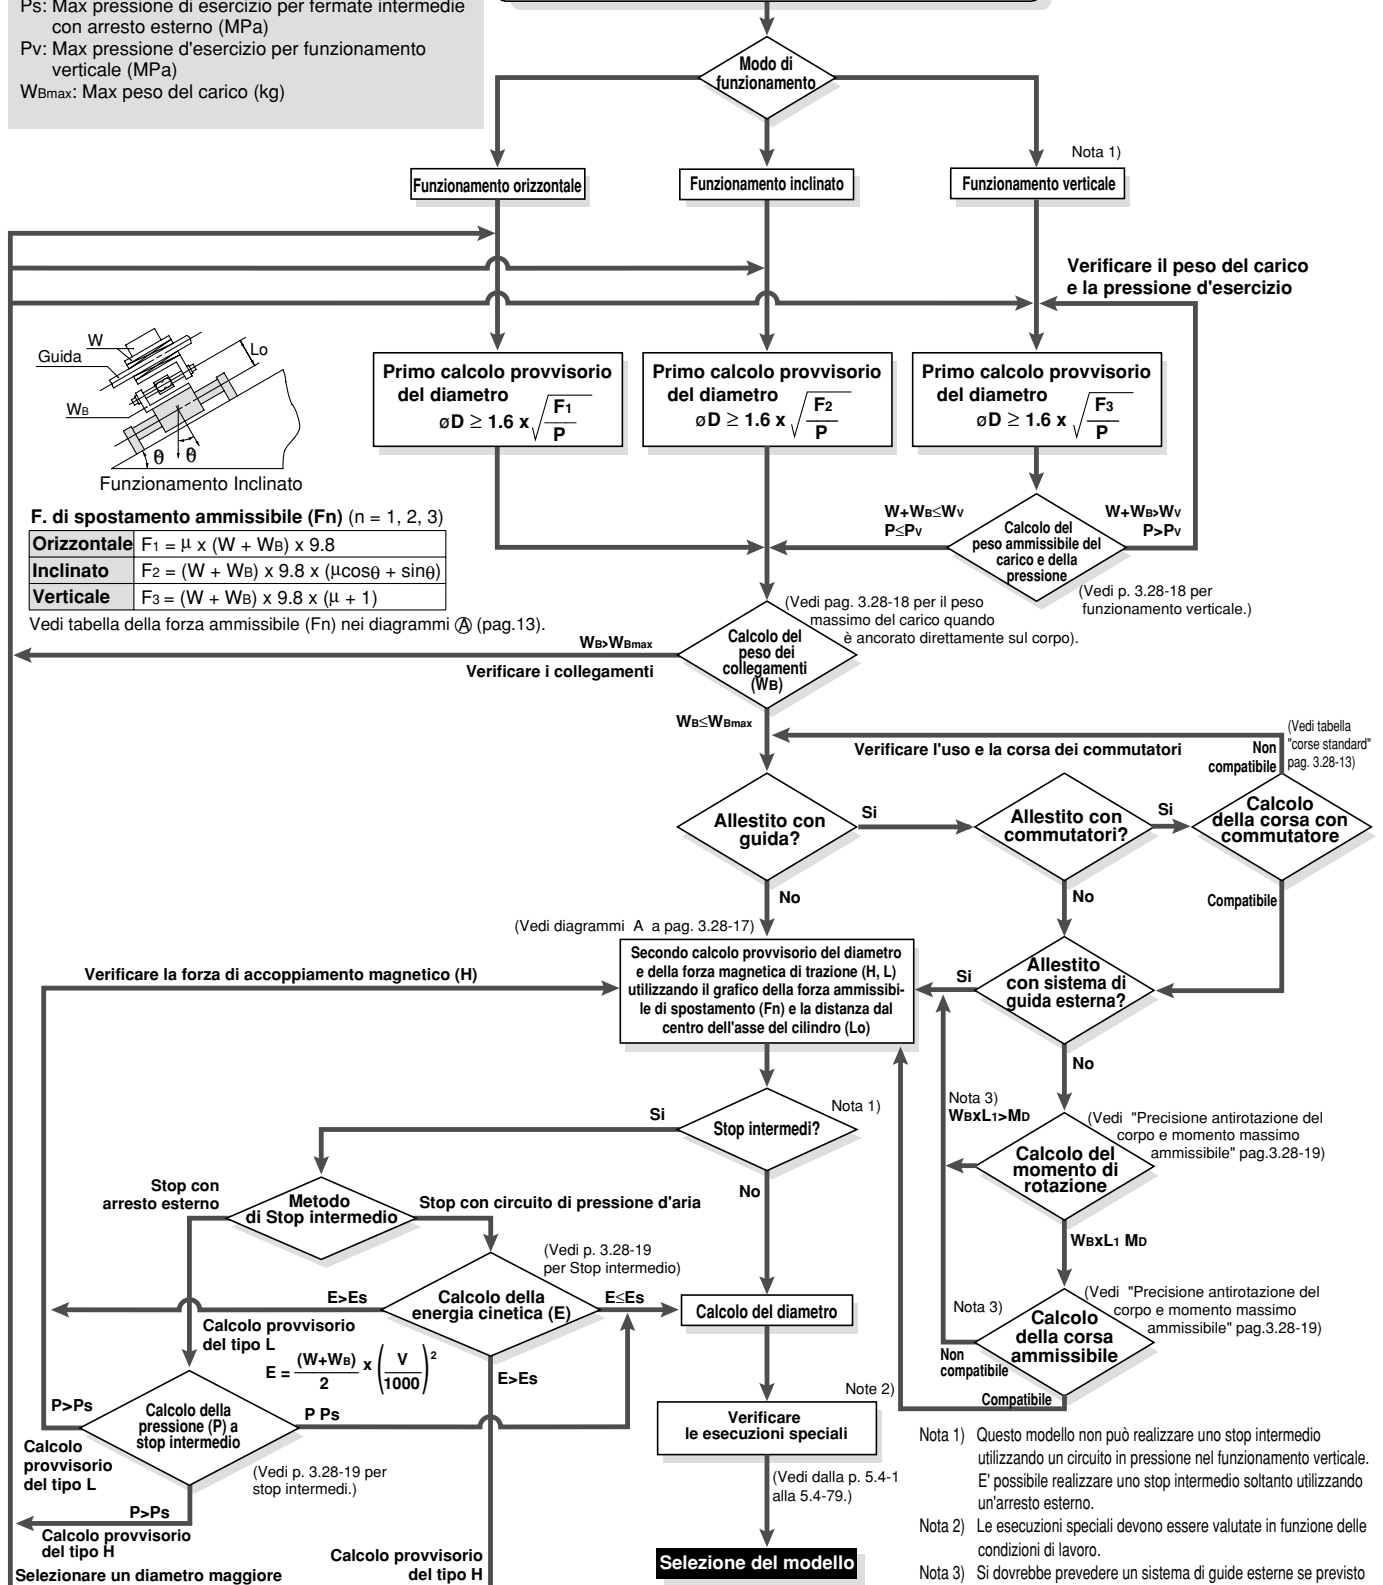 Ps: Max pressione di esercizio per fermate intermedie
con arresto esterno (MPa)
Pv: Max pressione d'esercizio per funzionamento
verticale (MPa)
WBmax: Max peso del carico (kg)
Modo di
funzionamento
Nota 1)
Funzionamento orizzontale
Funzionamento inclinato
Funzionamento verticale
Verificare il peso del carico
e la pressione d'esercizio
W
Guida
Lo
WB
θ
θ
Funzionamento Inclinato
Primo calcolo provvisorio
del diametro
øD ≥ 1.6 x √ F1
P
Primo calcolo provvisorio
del diametro
øD ≥ 1.6 x √ F2
P
Primo calcolo provvisorio
del diametro
øD ≥ 1.6 x √ F3
P
F. di spostamento ammissibile (Fn) (n = 1, 2, 3)
Orizzontale F1 = μ x (W + WB) x 9.8
Inclinato F2 = (W + WB) x 9.8 x (μcosθ + sinθ)
Verticale F3 = (W + WB) x 9.8 x (μ + 1)
Vedi tabella della forza ammissibile (Fn) nei diagrammi Ⓐ (pag.13).
W+WB≤WV
P≤PV
Calcolo del
peso ammissibile del
carico e della
pressione
W+WB>WV
P>PV
(Vedi p. 3.28-18 per
funzionamento verticale.)
(Vedi pag. 3.28-18 per il peso
massimo del carico quando
è ancorato direttamente sul corpo).
WB>WBmax
Verificare i collegamenti
Calcolo del
peso dei
collegamenti
(WB)
WB≤WBmax
Verificare l'uso e la corsa dei commutatori
Non
compatibile
(Vedi tabella
"corse standard"
pag. 3.28-13)
Allestito con
guida?
Si
Allestito con
commutatori?
Si
Calcolo
della corsa con
commutatore
No
No
Compatibile
(Vedi diagrammi A a pag. 3.28-17)
Verificare la forza di accoppiamento magnetico (H)
Secondo calcolo provvisorio del diametro
e della forza magnetica di trazione (H, L)
utilizzando il grafico della forza ammissibi-
le di spostamento (Fn) e la distanza dal
centro dell'asse del cilindro (Lo)
Si
Allestito
con sistema di
guida esterna?
No
Si
Stop intermedi?
Nota 1)
No
Nota 3)
WBxL1>MD
Calcolo del
momento di
rotazione
(Vedi "Precisione antirotazione del
corpo e momento massimo
ammissibile" pag.3.28-19)
WBxL1 MD
Stop con
arresto esterno
Metodo
di Stop intermedio
Stop con circuito di pressione d'aria
(Vedi p. 3.28-19
per Stop intermedio)
E>Es
Calcolo della
energia cinetica (E)
E≤Es
Calcolo del diametro
Nota 3)
Calcolo
della corsa
ammissibile
(Vedi "Precisione antirotazione del
corpo e momento massimo
ammissibile" pag.3.28-19)
Non
compatibile
Compatibile
Calcolo provvisorio
del tipo L
E = (W+WB) x ( V )2
2 1000
E>Es
P>Ps
Calcolo della
pressione (P) a
stop intermedio
P Ps
Calcolo
provvisorio
del tipo L
(Vedi p. 3.28-19 per
stop intermedi.)
Note 2)
Verificare
le esecuzioni speciali
(Vedi dalla p. 5.4-1
alla 5.4-79.)
P>Ps
Calcolo provvisorio
del tipo H
Selezionare un diametro maggiore
Calcolo provvisorio
del tipo H
Selezione del modello
Nota 1) Questo modello non può realizzare uno stop intermedio
utilizzando un circuito in pressione nel funzionamento verticale.
E' possibile realizzare uno stop intermedio soltanto utilizzando
un'arresto esterno.
Nota 2) Le esecuzioni speciali devono essere valutate in funzione delle
condizioni di lavoro.
Nota 3) Si dovrebbe prevedere un sistema di guide esterne se previsto